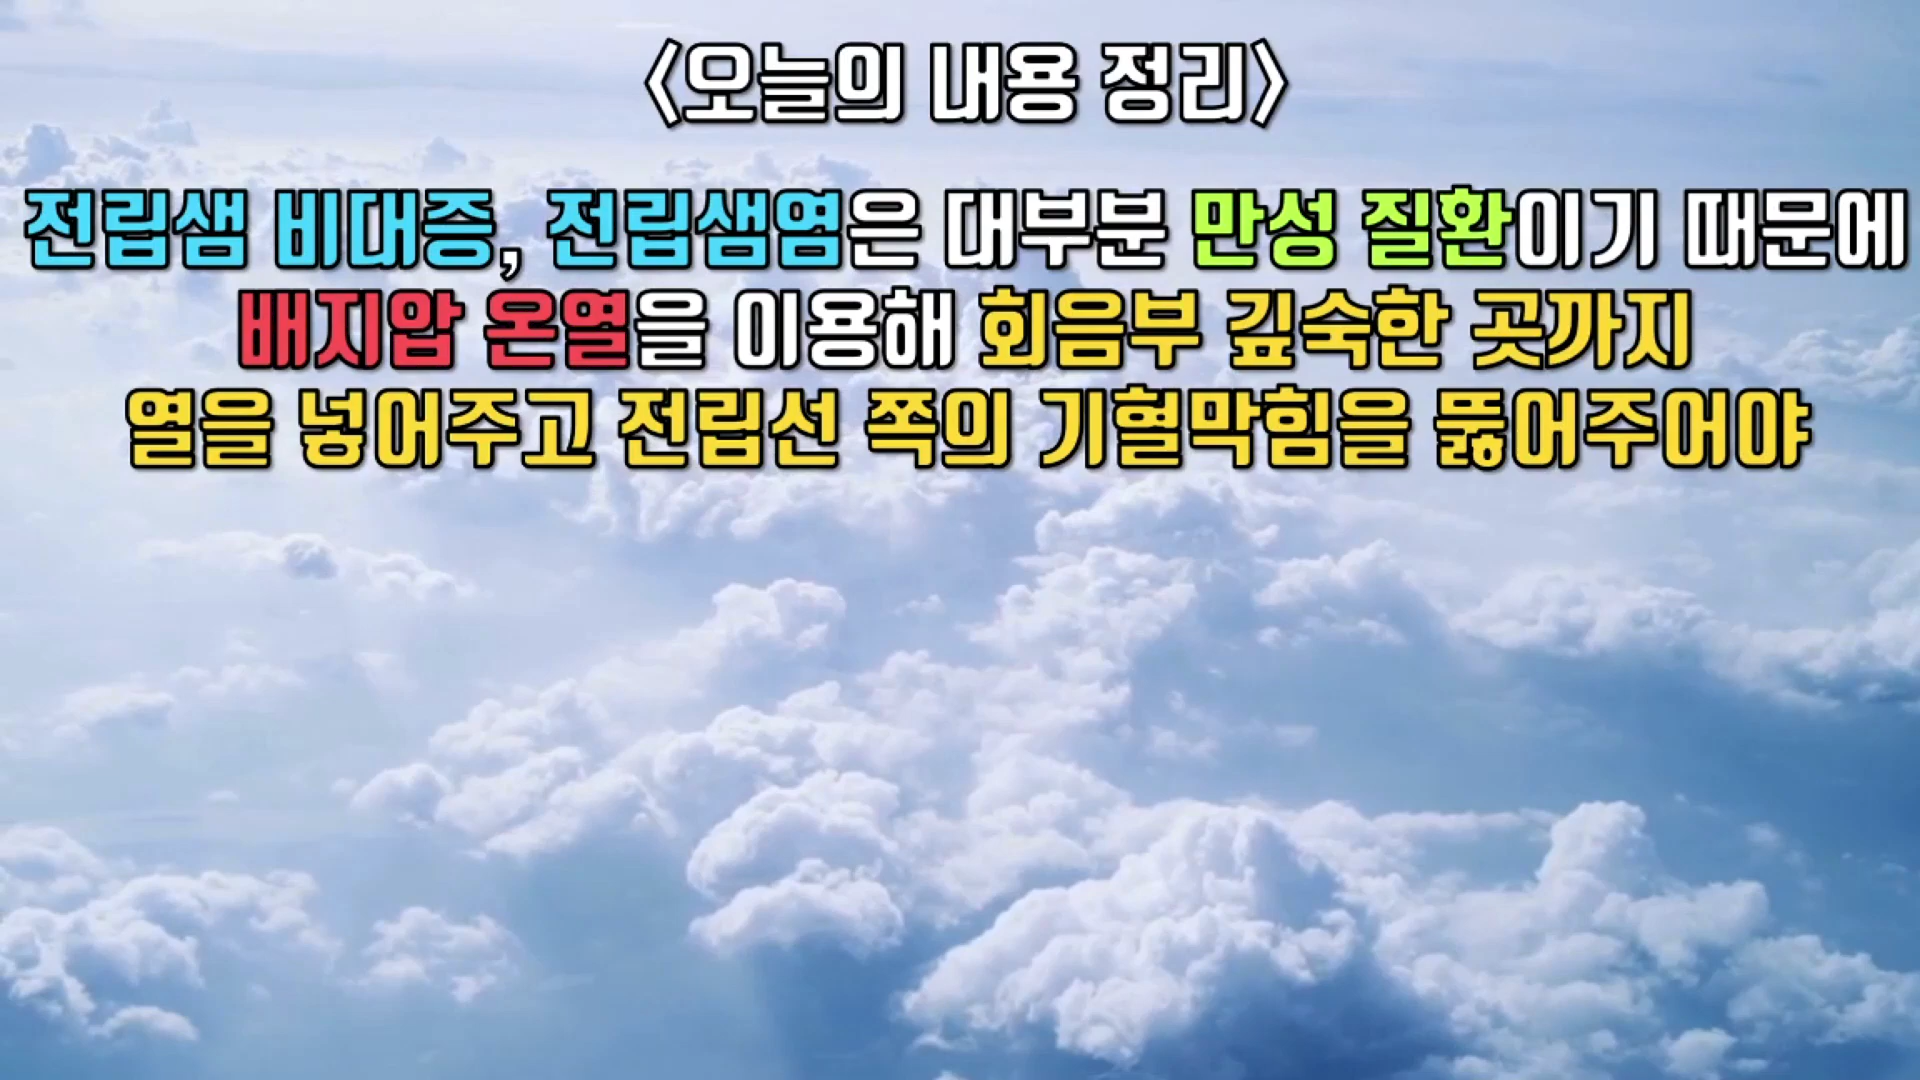 <오늘의 내용 정리>
전립샘 비대증, 전립샘염은 대부분 만성 질환이기 때문에
배지압 온열을 이용해 회음부 깊숙한 곳까지
열을 넣어주고 전립선 쪽의 기혈막힘을 뚫어주어야